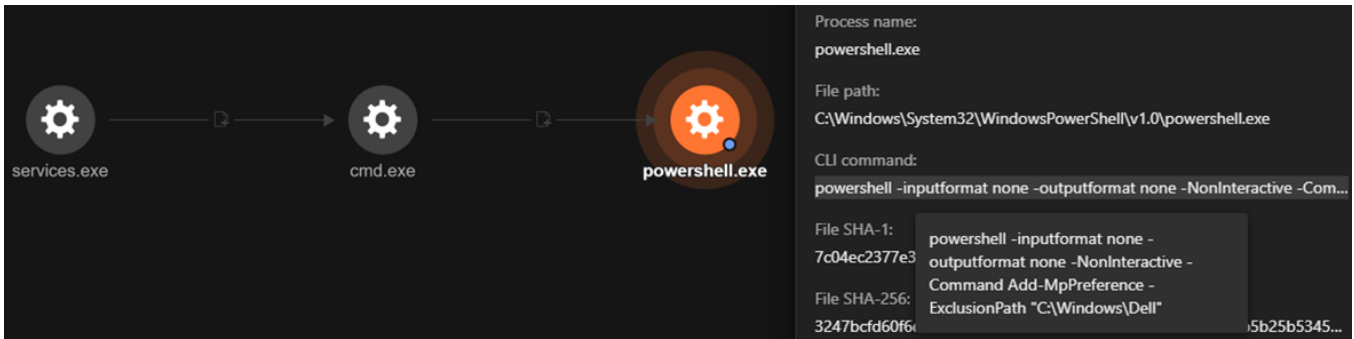 services.exe
cmd.exe
powershell.exe
Process name:
powershell.exe
File path:
C:\Windows\System32\WindowsPowerShell\v1.0\powershell.exe
CLI command:
powershell -inputformat none -outputformat none -NonInteractive -Com...
File SHA-1:
7c04ec2377e3
powershell -inputformat none -
outputformat none -NonInteractive -
Command Add-MpPreference -
ExclusionPath "C:\Windows\Dell"
File SHA-256:
3247bcfd60f6
5b25b5345...